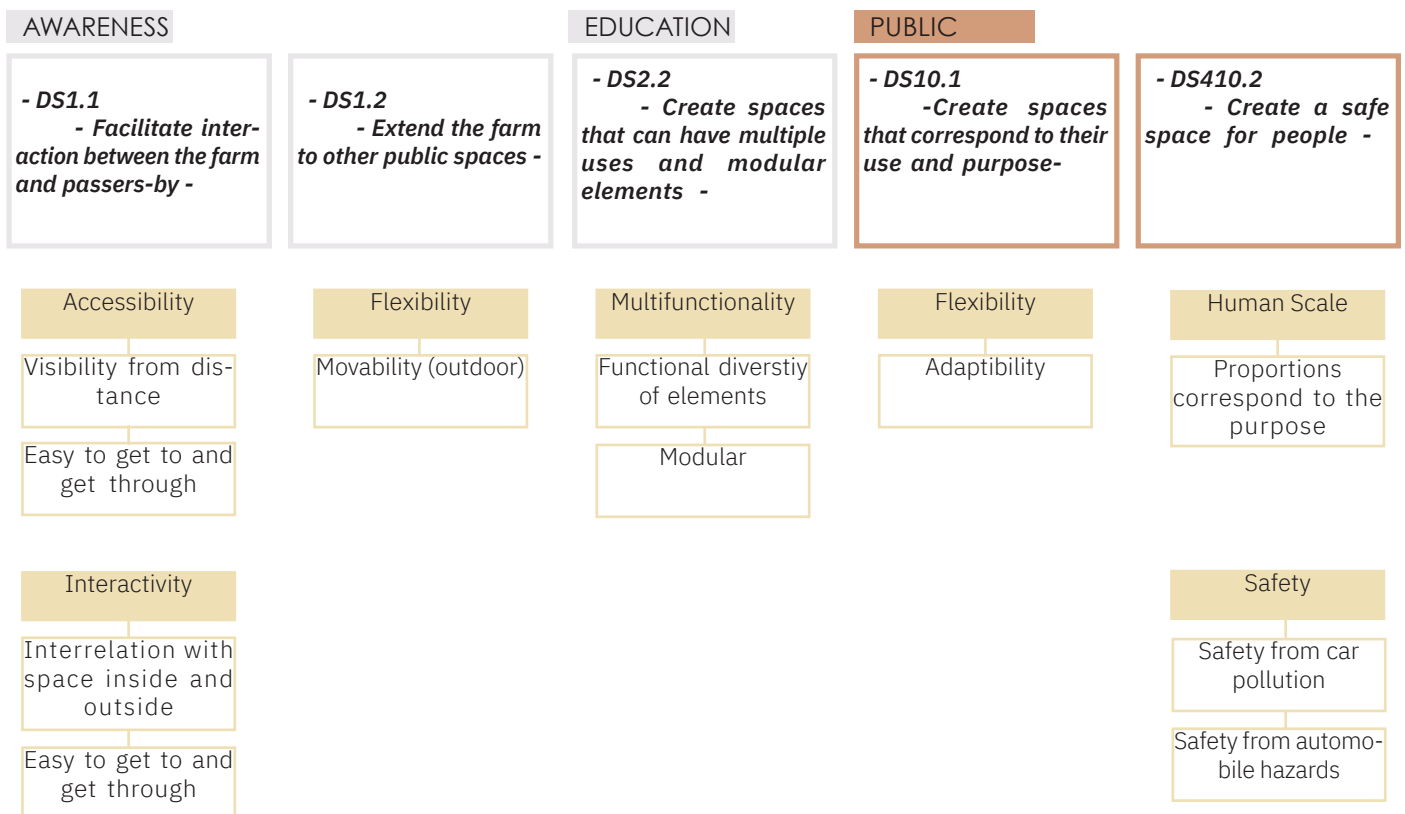 AWARENESS
EDUCATION
PUBLIC
- DS1.1
- Facilitate inter-
action between the farm
and passers-by -
- DS1.2
- Extend the farm
to other public spaces -
- DS2.2
- Create spaces
that can have multiple
uses and modular
elements -
- DS10.1
-Create spaces
that correspond to their
use and purpose-
- DS410.2
- Create a safe
space for people -
Accessibility
Visibility from dis-
tance
Easy to get to and
get through
Interactivity
Interrelation with
space inside and
outside
Easy to get to and
get through
Flexibility
Movability (outdoor)
Multifunctionality
Functional diverstiy
of elements
Modular
Flexibility
Adaptibility
Human Scale
Proportions
correspond to the
purpose
Safety
Safety from car
pollution
Safety from automo-
bile hazards